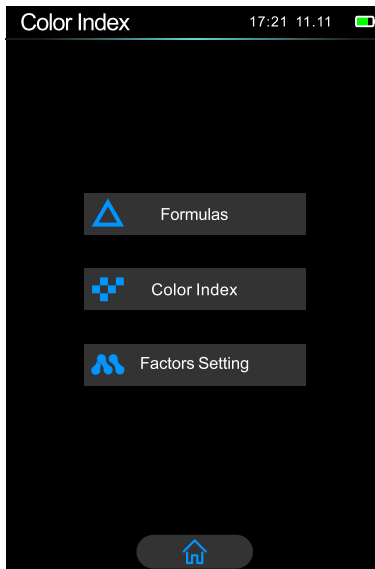 Color Index 17:21 11.11
Formulas
Color Index
Factors Setting